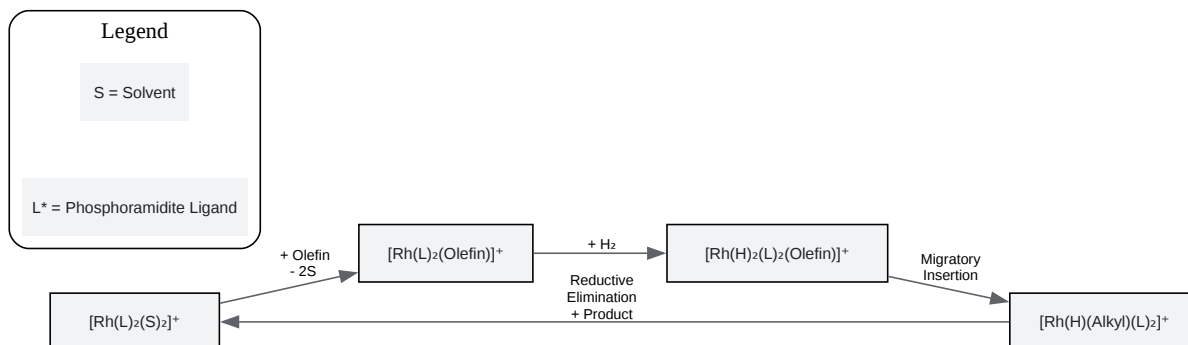 Legend
S = Solvent
L* = Phosphoramidite Ligand
+ Olefin
- 2S
[Rh(L)₂(Olefin)]⁺
+ H₂
[Rh(H)₂(L)₂(Olefin)]⁺
Migratory
Insertion
Reductive
Elimination
+ Product
[Rh(L)₂(S)₂]⁺
[Rh(H)(Alkyl)(L)₂]⁺